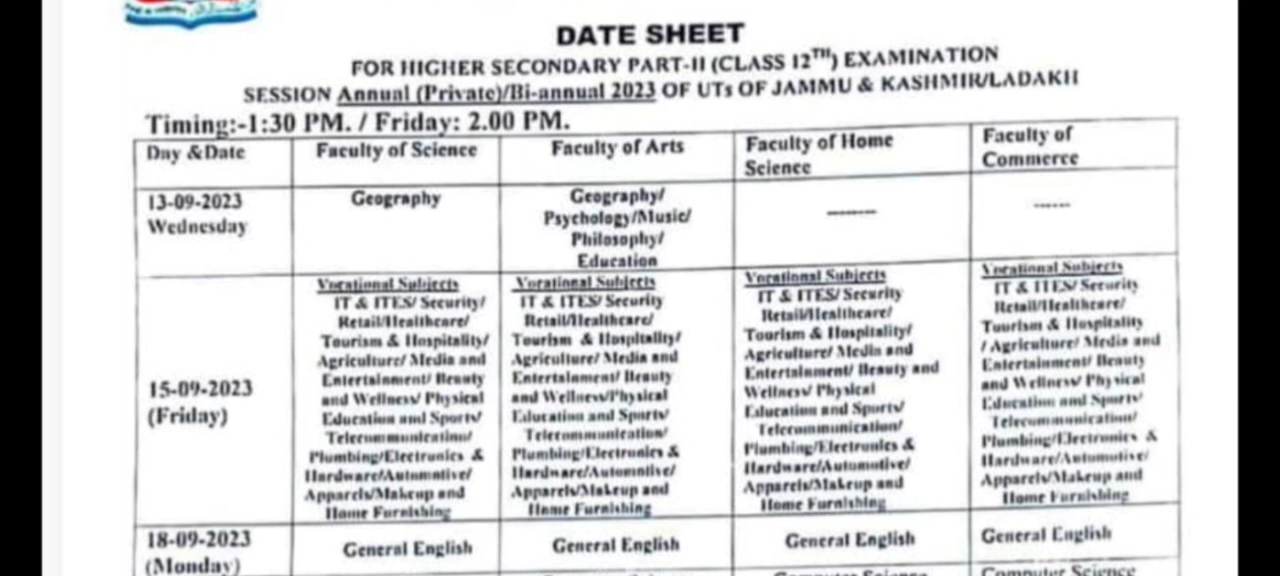 DATE SHEET
FOR HIGHER SECONDARY PART-II (CLASS 12TH) EXAMINATION
SESSION Annual (Private)/Bi-annual 2023 OF UTs OF JAMMU & KASHMIR/LADAKH
Timing:-1:30 PM. / Friday: 2.00 PM.
Day &Date
Faculty of Science
Faculty of Arts
Faculty of Home
Science
Faculty of
Commerce
13-09-2023
Wednesday
Geography
Geography/
Psychology/Music/
Philosophy/
Education
--------
------
15-09-2023
(Friday)
Vocational Subjects
IT & ITES/ Security/
Retail/Healthcare/
Tourism & Hospitality/
Agriculture/ Media and
Entertainment/ Beauty
and Wellness/ Physical
Education and Sports/
Telecommunication/
Plumbing/Electronics &
Hardware/Automotive/
Apparels/Makeup and
Home Furnishing
Vocational Subjects
IT & ITES/ Security
Retail/Healthcare/
Tourism & Hospitality/
Agriculture/ Media and
Entertainment/ Beauty
and Wellness/Physical
Education and Sports/
Telecommunication/
Plumbing/Electronics &
Hardware/Automotive/
Apparels/Makeup and
Home Furnishing
Vocational Subjects
IT & ITES/ Security
Retail/Healthcare/
Tourism & Hospitality/
Agriculture/ Media and
Entertainment/ Beauty and
Wellness/ Physical
Education and Sports/
Telecommunication/
Plumbing/Electronics &
Hardware/Automotive/
Apparels/Makeup and
Home Furnishing
Vocational Subjects
IT & ITES/ Security
Retail/Healthcare/
Tourism & Hospitality
/ Agriculture/ Media and
Entertainment/ Beauty
and Wellness/ Physical
Education and Sports/
Telecommunication/
Plumbing/Electronics &
Hardware/Automotive/
Apparels/Makeup and
Home Furnishing
18-09-2023
(Monday)
General English
General English
General English
General English
Computer Science
Computer Science